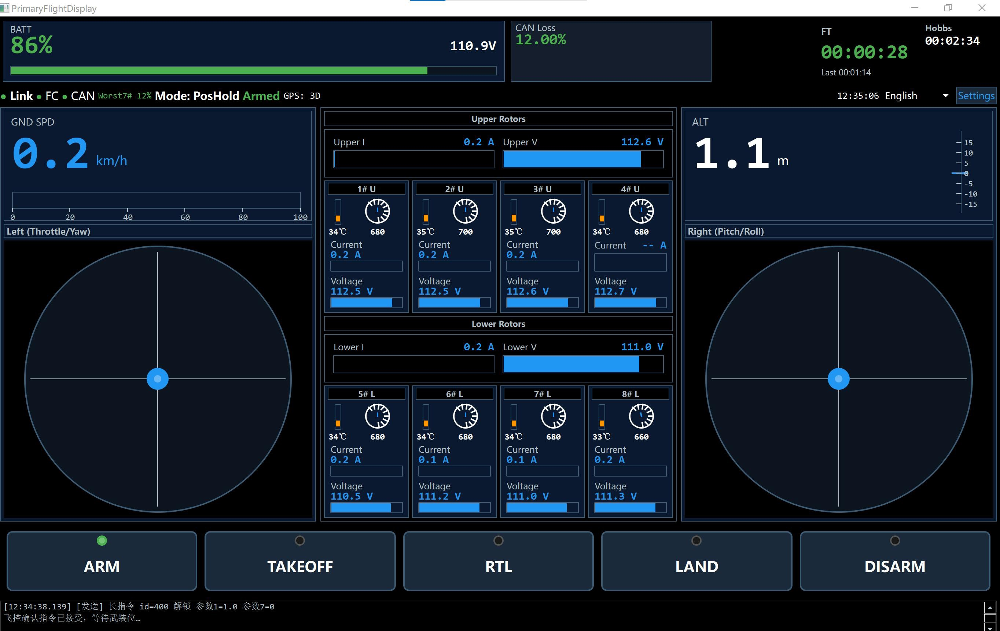 PrimaryFlightDisplay
BATT
86%
110.9V
CAN Loss
12.00%
FT
00:00:28
Last 00:01:14
Hobbs
00:02:34
Link FC CAN Worst7# 12% Mode: PosHold Armed GPS: 3D
12:35:06 English Settings
GND SPD
0.2 km/h
0 20 40 60 80 100
Left (Throttle/Yaw)
Upper Rotors
Upper I 0.2 A Upper V 112.6 V
1# U 2# U 3# U 4# U
34℃ 680 35℃ 700 35℃ 700 34℃ 680
Current Current Current Current -- A
0.2 A 0.2 A 0.2 A
Voltage Voltage Voltage Voltage
112.5 V 112.5 V 112.6 V 112.7 V
Lower Rotors
Lower I 0.2 A Lower V 111.0 V
5# L 6# L 7# L 8# L
34℃ 680 34℃ 680 34℃ 680 33℃ 660
Current Current Current Current
0.2 A 0.1 A 0.1 A 0.2 A
Voltage Voltage Voltage Voltage
110.5 V 111.2 V 111.0 V 111.3 V
ALT
1.1 m
15
10
5
0
-5
-10
-15
Right (Pitch/Roll)
ARM TAKEOFF RTL LAND DISARM
[12:34:38.139] [发送] 长指令 id=400 解锁 参数1=1.0 参数7=0
飞控确认指令已接受，等待武装位…